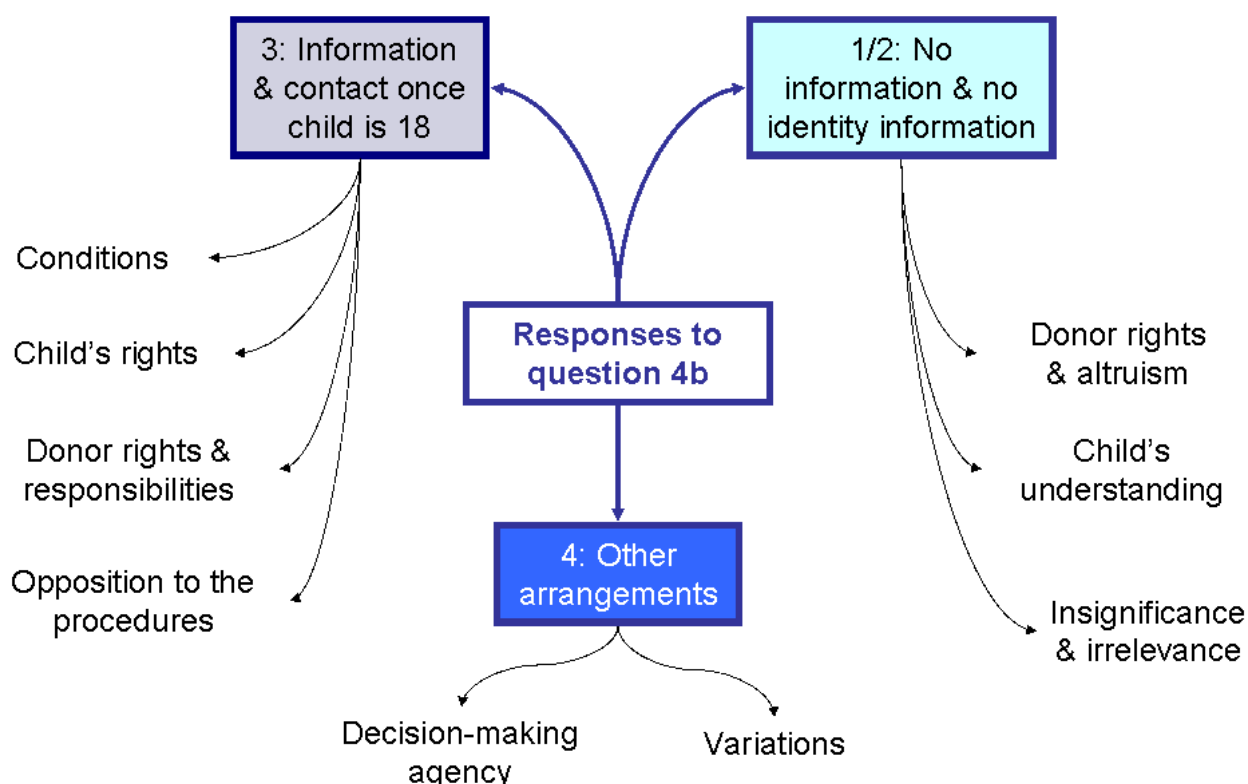 3: Information
& contact once
child is 18
1/2: No
information & no
identity information
Conditions
Child's rights
Donor rights &
responsibilities
Opposition to the
procedures
Responses to
question 4b
Donor rights
& altruism
Child's
understanding
Insignificance
& irrelevance
4: Other
arrangements
Decision-making
agency
Variations